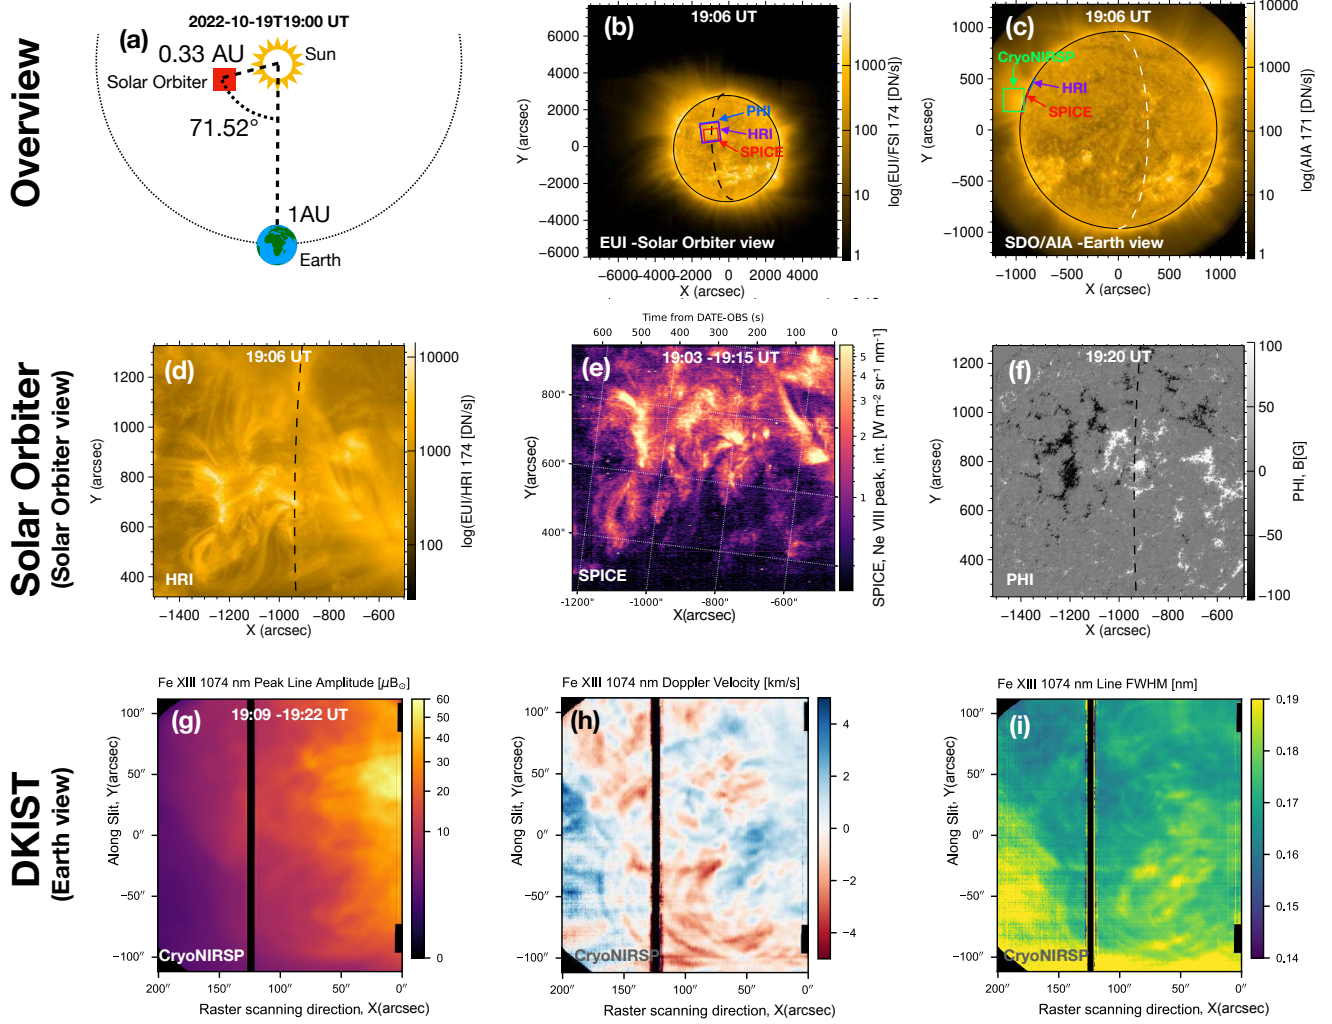 Overview
2022-10-19T19:00 UT
(a)
0.33 AU
Sun
Solar Orbiter
71.52°
1AU
Earth
19:06 UT
(b)
PHI
HRI
SPICE
EUI -Solar Orbiter view
Y (arcsec)
6000
4000
2000
0
−2000
−4000
−6000
−6000
−4000
−2000
0
2000
4000
X (arcsec)
1000
100
10
1
log(EUI/FSI 174 [DN/s])
19:06 UT
(c)
CryoNIRSP
HRI
SPICE
SDO/AIA -Earth view
Y (arcsec)
1000
500
0
−500
−1000
−1000
−500
0
500
1000
X (arcsec)
10000
1000
100
10
1
log(AIA 171 [DN/s])
Solar Orbiter
(Solar Orbiter view)
19:06 UT
(d)
HRI
Y (arcsec)
1200
1000
800
600
400
−1400
−1200
−1000
−800
−600
X (arcsec)
10000
1000
100
log(EUI/HRI 174 [DN/s])
Time from DATE-OBS (s)
600
500
400
300
200
100
0
19:03 -19:15 UT
(e)
SPICE
Y(arcsec)
800"
600"
400"
-1200"
-1000"
-800"
-600"
X(arcsec)
5
4
3
2
1
SPICE, Ne VIII peak, int. [W m⁻² sr⁻¹ nm⁻¹]
19:20 UT
(f)
PHI
Y (arcsec)
1200
1000
800
600
400
−1400
−1200
−1000
−800
−600
X (arcsec)
100
50
0
−50
−100
PHI, B[G]
DKIST
(Earth view)
Fe XIII 1074 nm Peak Line Amplitude [μB☉]
(g)
19:09 -19:22 UT
CryoNIRSP
Along Slit, Y(arcsec)
100″
50″
0″
−50″
−100″
200″
150″
100″
50″
0″
Raster scanning direction, X(arcsec)
60
50
40
30
20
10
0
Fe XIII 1074 nm Doppler Velocity [km/s]
(h)
CryoNIRSP
Along Slit, Y(arcsec)
100″
50″
0″
−50″
−100″
200″
150″
100″
50″
0″
Raster scanning direction, X(arcsec)
4
2
0
−2
−4
Fe XIII 1074 nm Line FWHM [nm]
(i)
CryoNIRSP
Along Slit, Y(arcsec)
100″
50″
0″
−50″
−100″
200″
150″
100″
50″
0″
Raster scanning direction, X(arcsec)
0.19
0.18
0.17
0.16
0.15
0.14